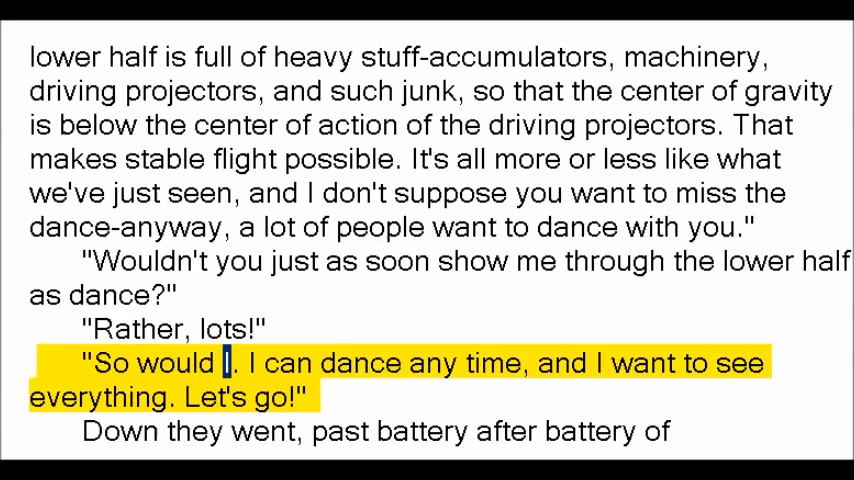 lower half is full of heavy stuff-accumulators, machinery,
driving projectors, and such junk, so that the center of gravity
is below the center of action of the driving projectors. That
makes stable flight possible. It's all more or less like what
we've just seen, and I don't suppose you want to miss the
dance-anyway, a lot of people want to dance with you."
"Wouldn't you just as soon show me through the lower half
as dance?"
"Rather, lots!"
"So would I. I can dance any time, and I want to see
everything. Let's go!"
Down they went, past battery after battery of